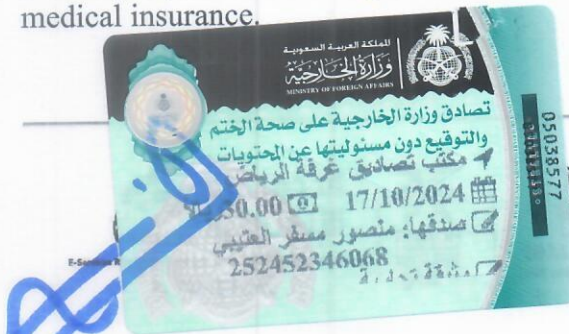 medical insurance.
المملكة العربية السعودية
وزارة الخارجية
MINISTRY OF FOREIGN AFFAIRS
تصادق وزارة الخارجية على صحة الختم
والتوقيع دون مسئوليتها عن المحتويات
مكتب تصاديق غرفة الرياض
17/10/2024
30.00
صدقها: منصور مسفر العتيبي
252452346068
05038577